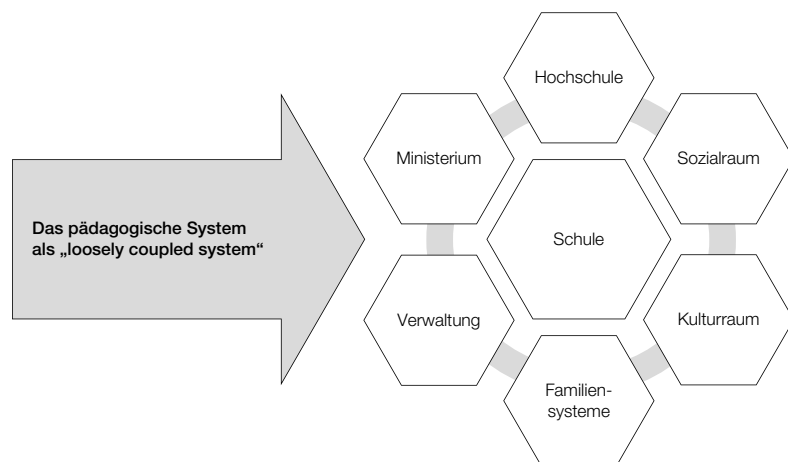 Das pädagogische System
als „loosely coupled system“
Hochschule
Ministerium
Sozialraum
Schule
Verwaltung
Kulturraum
Familien-
systeme